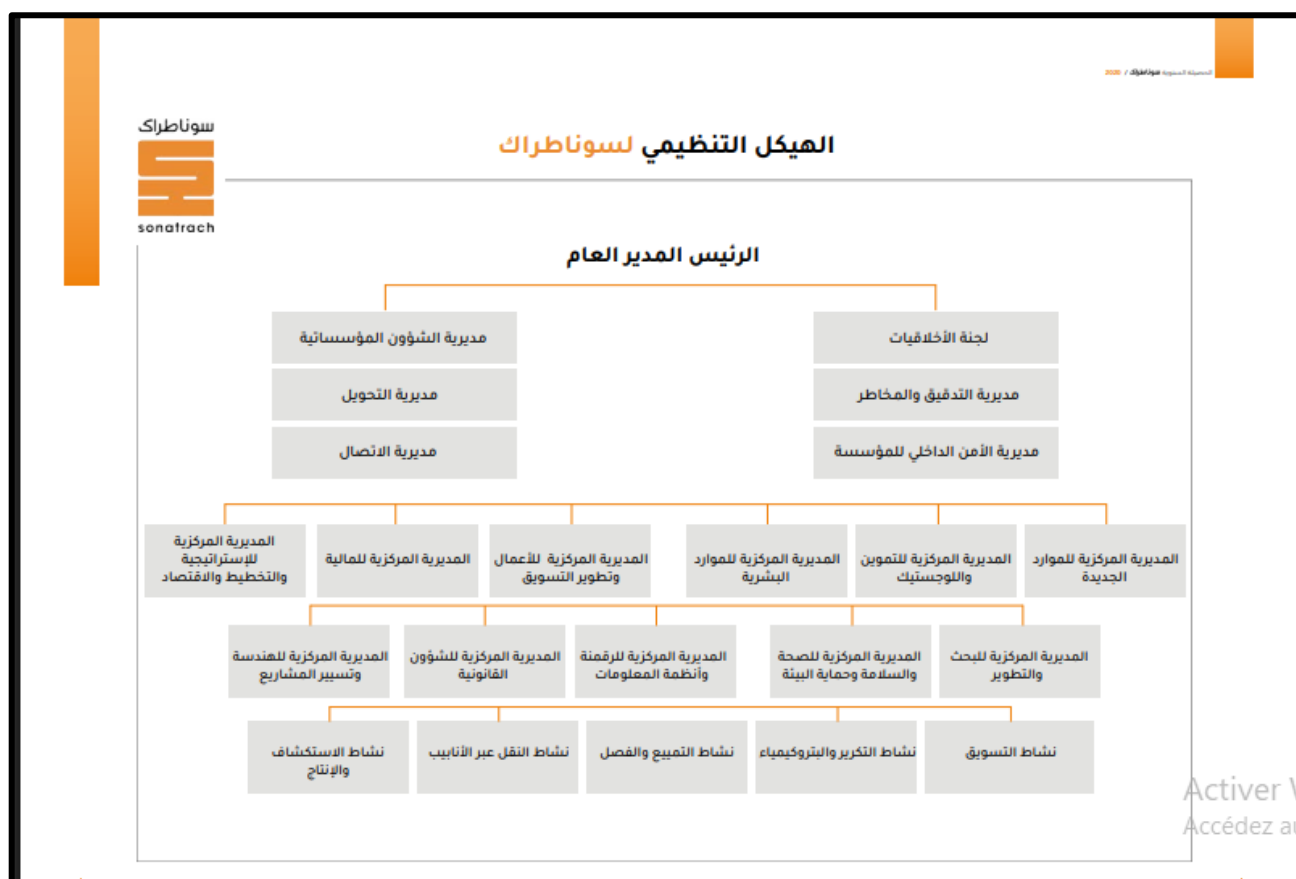 الحصيلة السنوية سوناطراك / 2020
سوناطراك
sonatrach
الهيكل التنظيمي لسوناطراك
الرئيس المدير العام
لجنة الأخلاقيات
مديرية الشؤون المؤسساتية
مديرية التدقيق والمخاطر
مديرية التحويل
مديرية الأمن الداخلي للمؤسسة
مديرية الاتصال
المديرية المركزية للموارد
الجديدة
المديرية المركزية للتموين
واللوجستيك
المديرية المركزية للموارد
البشرية
المديرية المركزية للأعمال
وتطوير التسويق
المديرية المركزية للمالية
المديرية المركزية
للإستراتيجية
والتخطيط والاقتصاد
المديرية المركزية للبحث
والتطوير
المديرية المركزية للصحة
والسلامة وحماية البيئة
المديرية المركزية للرقمنة
وأنظمة المعلومات
المديرية المركزية للشؤون
القانونية
المديرية المركزية للهندسة
وتسيير المشاريع
نشاط التسويق
نشاط التكرير والبتروكيمياء
نشاط التمييع والفصل
نشاط النقل عبر الأنابيب
نشاط الاستكشاف
والإنتاج
Activer
Accédez